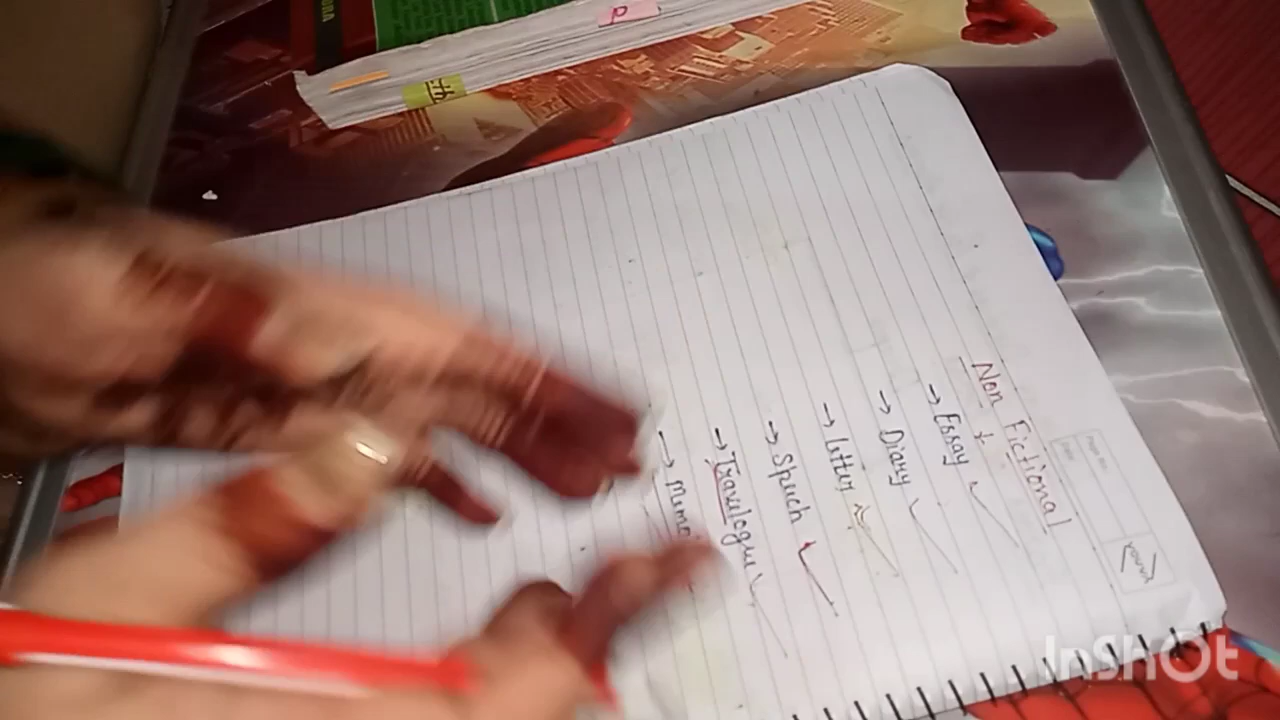 Non Fictional
→ Essay
→ Diary
→ Letter
→ Speech
→ Travelogue
InShOt